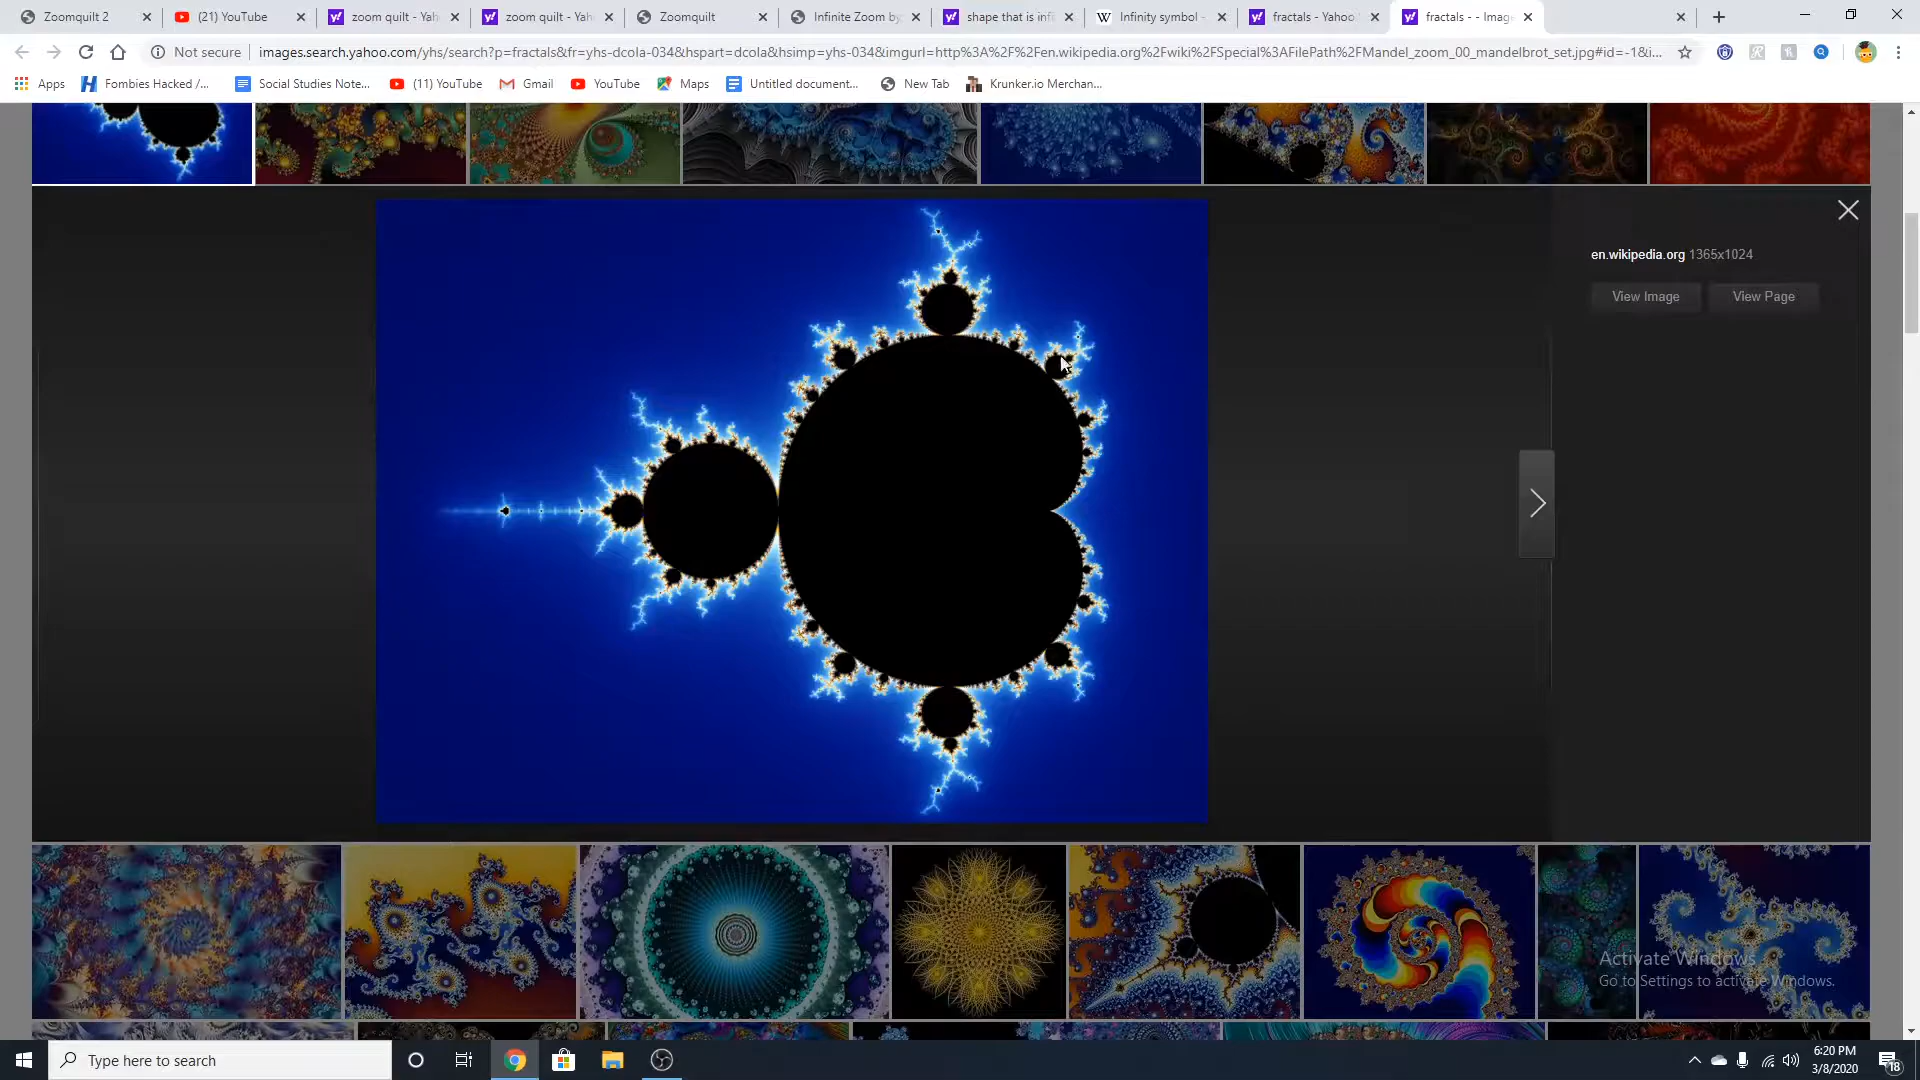 Zoomquilt 2
(21) YouTube
zoom quilt - Yah
zoom quilt - Yah
Zoomquilt
Infinite Zoom by
shape that is infi
Infinity symbol -
fractals - Yahoo
fractals - - Image
Not secure
images.search.yahoo.com/yhs/search?p=fractals&fr=yhs-dcola-034&hspart=dcola&hsimp=yhs-034&imgurl=http%3A%2F%2Fen.wikipedia.org%2Fwiki%2FSpecial%3AFilePath%2FMandel_zoom_00_mandelbrot_set.jpg#id=-1&i...
Apps
Fombies Hacked /...
Social Studies Note...
(11) YouTube
Gmail
YouTube
Maps
Untitled document...
New Tab
Krunker.io Merchan...
en.wikipedia.org 1365x1024
View Image
View Page
Activate Windows
Go to Settings to activate Windows.
Type here to search
6:20 PM
3/8/2020
18